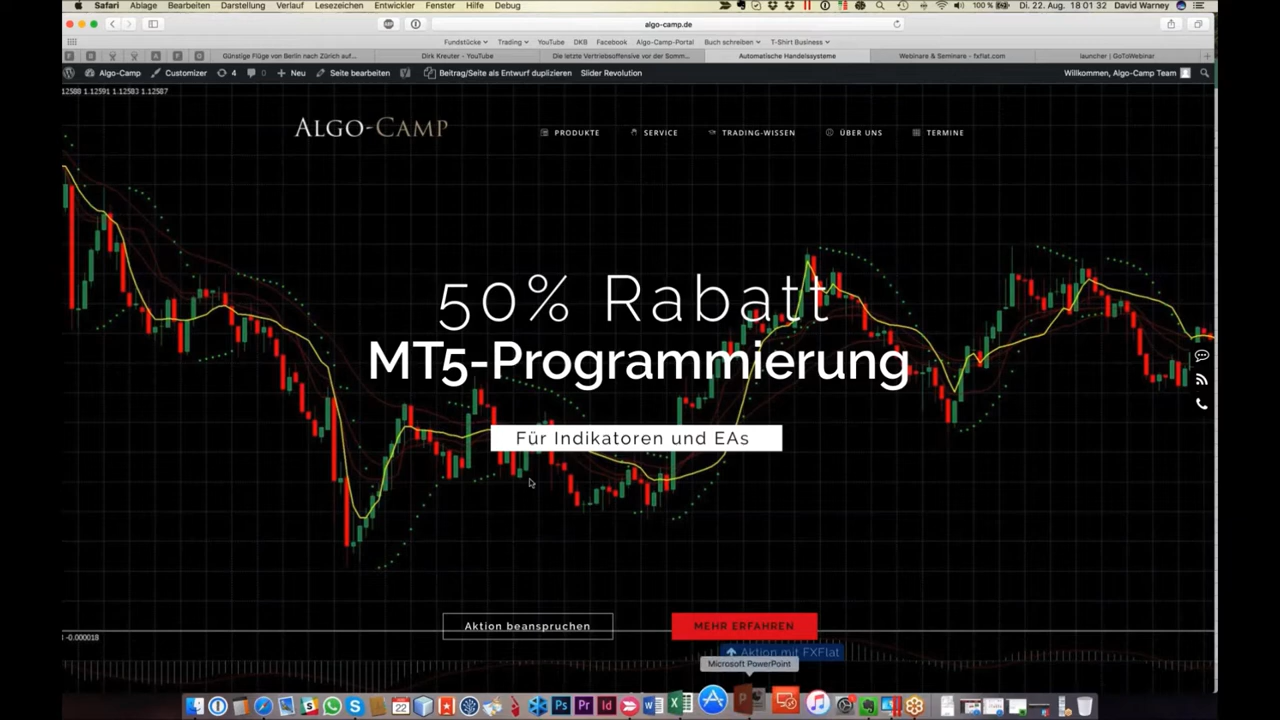 Safari Ablage Bearbeiten Darstellung Verlauf Lesezeichen Entwickler Fenster Hilfe Debug 100 % Di. 22. Aug. 18 01 32 David Warney
algo-camp.de
Fundstücke Trading YouTube DKB Facebook Algo-Camp-Portal Buch schreiben T-Shirt Business
Günstige Flüge von Berlin nach Zürich auf... Dirk Kreuter - YouTube Die letzte Vertriebsoffensive vor der Somm... Automatische Handelssysteme Webinare & Seminare - fxflat.com launcher | GoToWebinar
Algo-Camp Customizer 4 0 Neu Seite bearbeiten Beitrag/Seite als Entwurf duplizieren Slider Revolution Willkommen, Algo-Camp Team
12588 1.12591 1.12583 1.12587
ALGO-CAMP PRODUKTE SERVICE TRADING-WISSEN ÜBER UNS TERMINE
50% Rabatt
MT5-Programmierung
Für Indikatoren und EAs
Aktion beanspruchen MEHR ERFAHREN
-0.000018
Aktion mit FXFlat
Microsoft PowerPoint